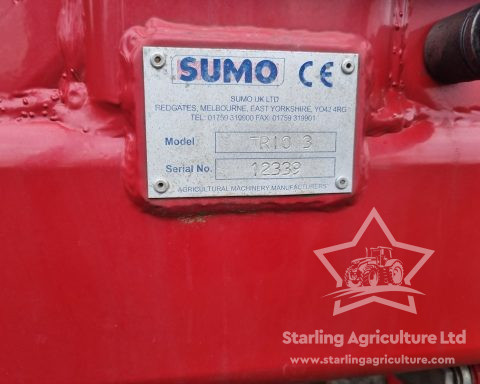 SUMO CE
SUMO UK LTD
REDGATES, MELBOURNE, EAST YORKSHIRE, YO42 4RG
TEL: 01759 319900 FAX: 01759 319901
Model TRIO 3
Serial No. 12339
AGRICULTURAL MACHINERY MANUFACTURERS
Starling Agriculture Ltd
www.starlingagriculture.com